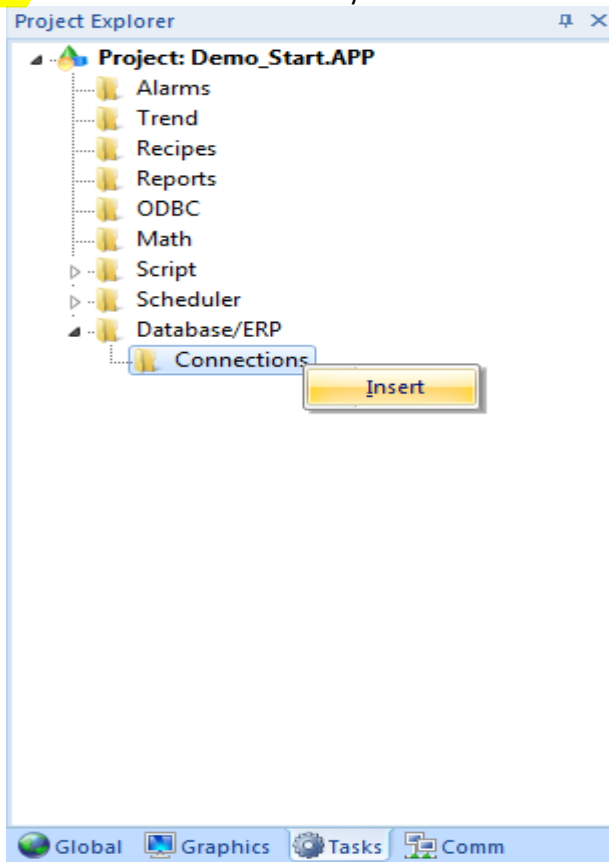 Project Explorer
Project: Demo_Start.APP
Alarms
Trend
Recipes
Reports
ODBC
Math
Script
Scheduler
Database/ERP
Connections
Insert
Global Graphics Tasks Comm